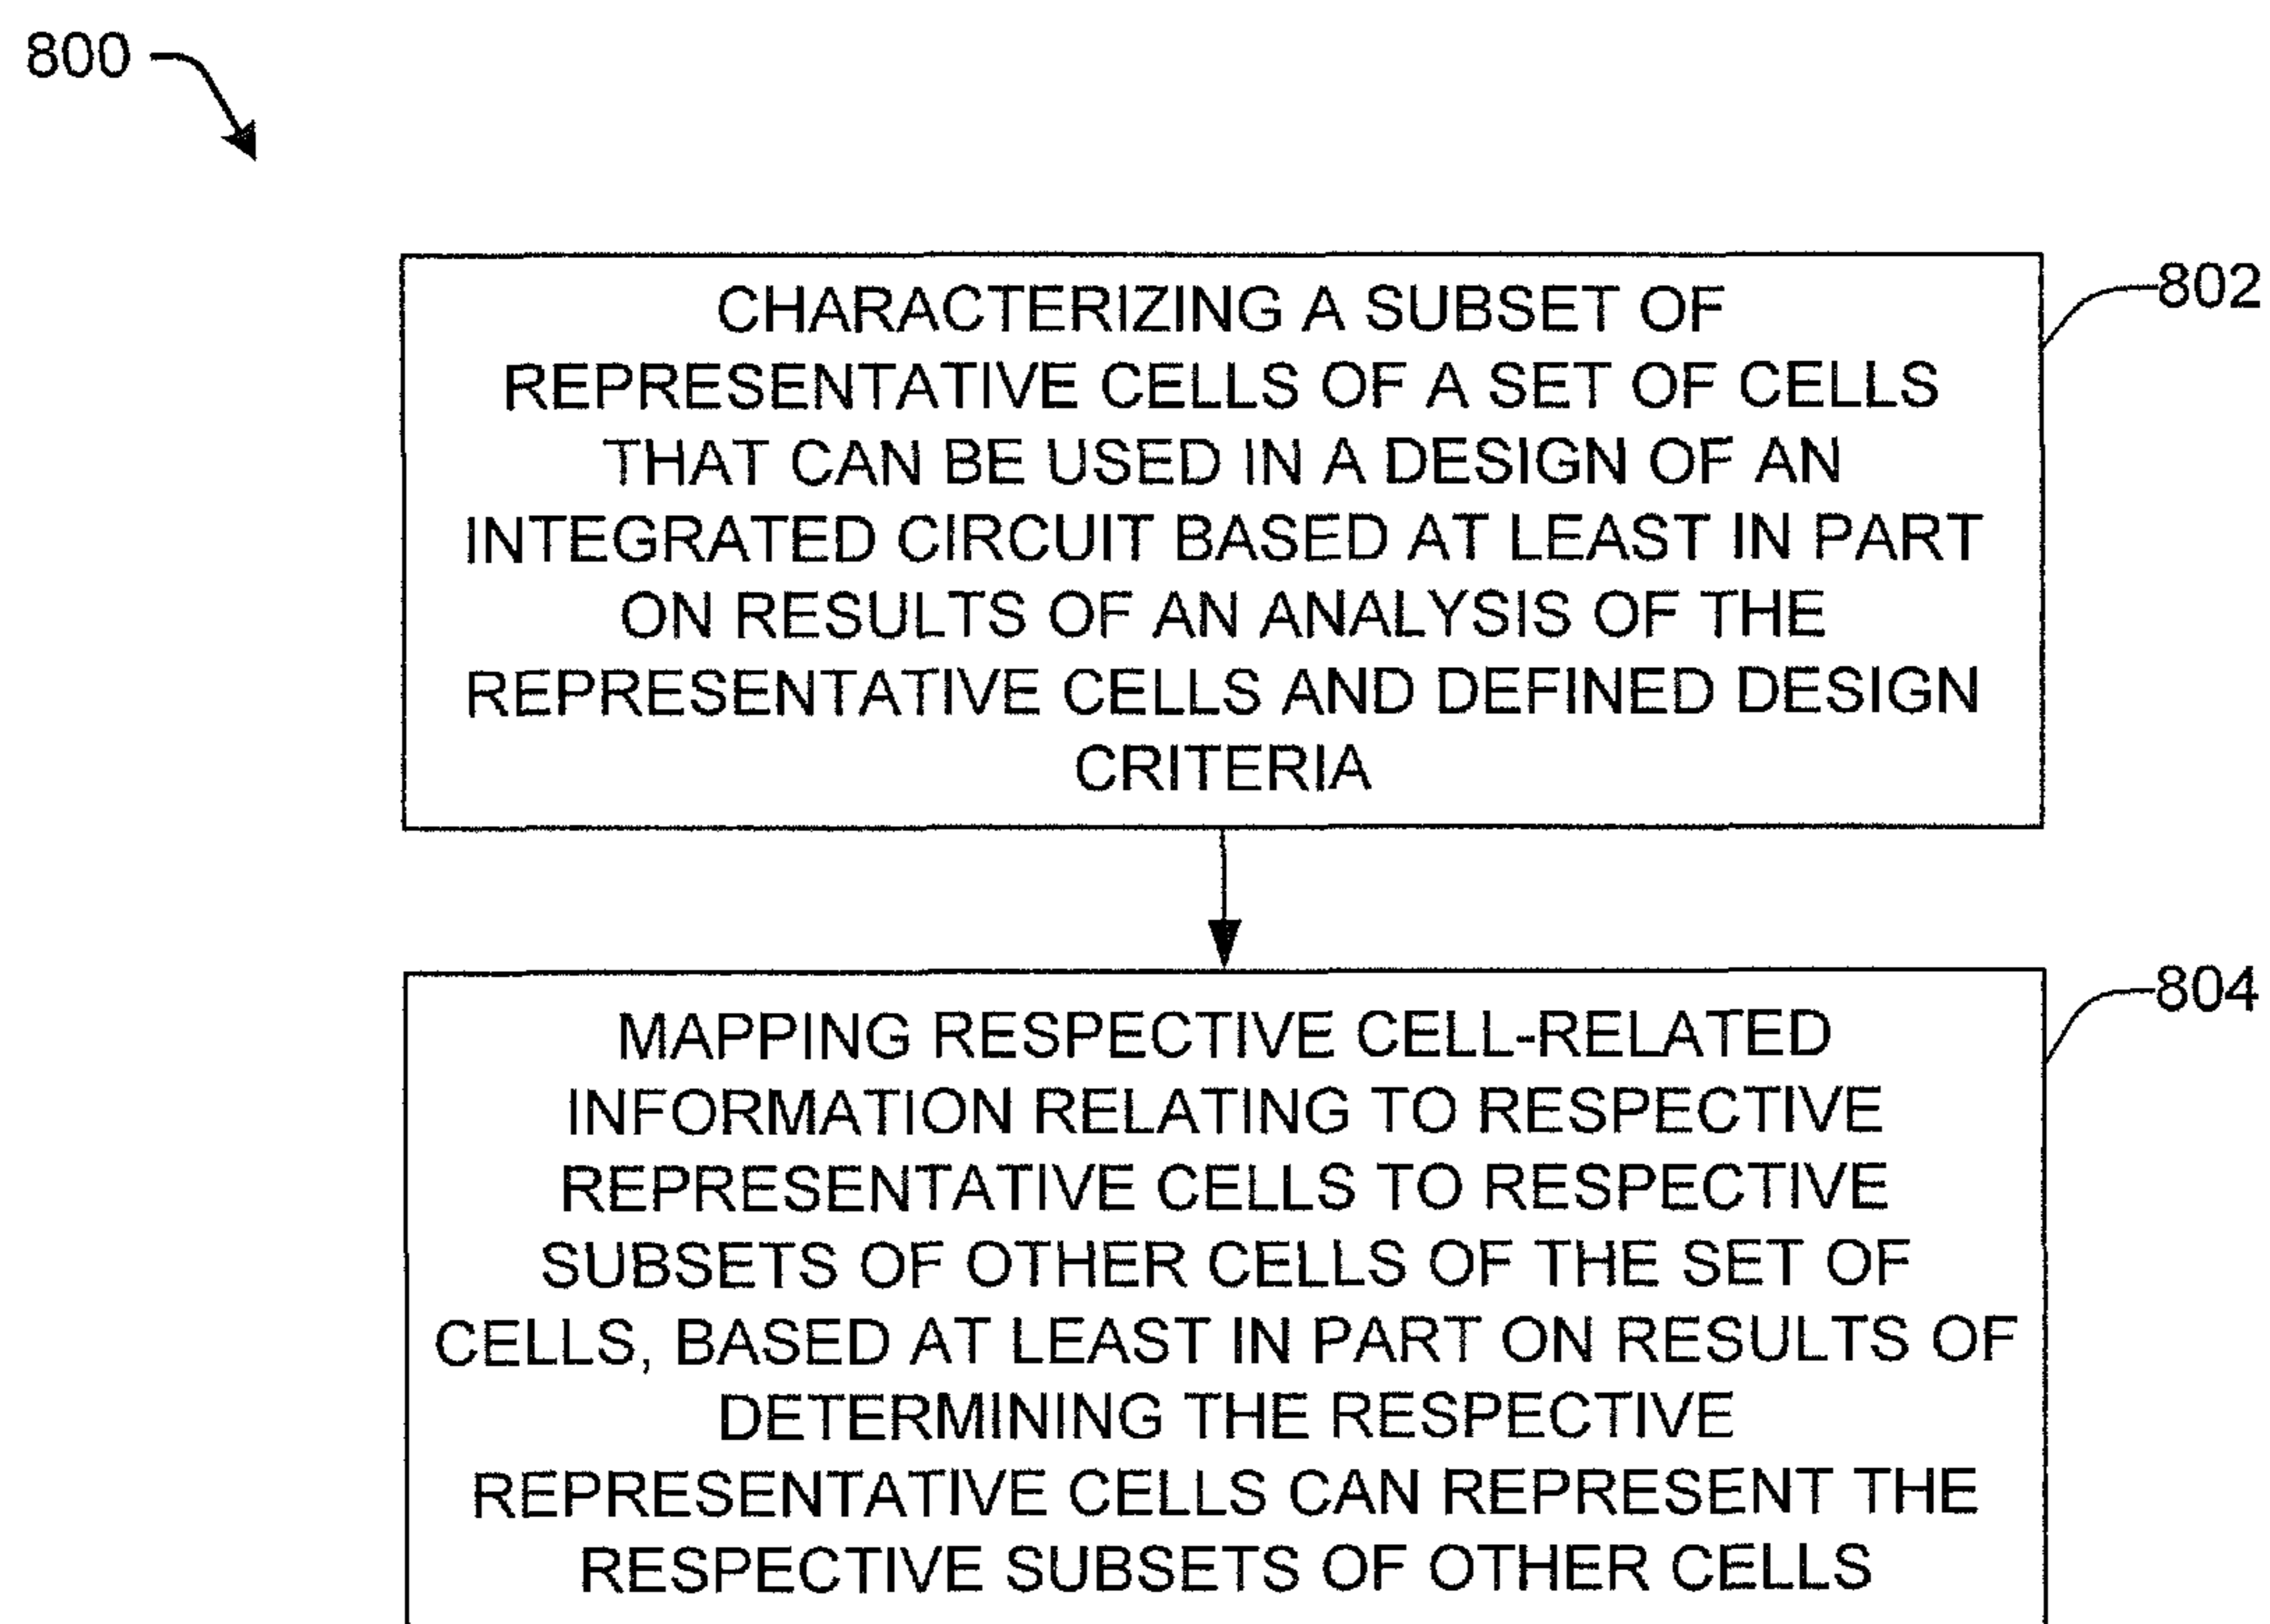 800
802
CHARACTERIZING A SUBSET OF
REPRESENTATIVE CELLS OF A SET OF CELLS
THAT CAN BE USED IN A DESIGN OF AN
INTEGRATED CIRCUIT BASED AT LEAST IN PART
ON RESULTS OF AN ANALYSIS OF THE
REPRESENTATIVE CELLS AND DEFINED DESIGN
CRITERIA
804
MAPPING RESPECTIVE CELL-RELATED
INFORMATION RELATING TO RESPECTIVE
REPRESENTATIVE CELLS TO RESPECTIVE
SUBSETS OF OTHER CELLS OF THE SET OF
CELLS, BASED AT LEAST IN PART ON RESULTS OF
DETERMINING THE RESPECTIVE
REPRESENTATIVE CELLS CAN REPRESENT THE
RESPECTIVE SUBSETS OF OTHER CELLS